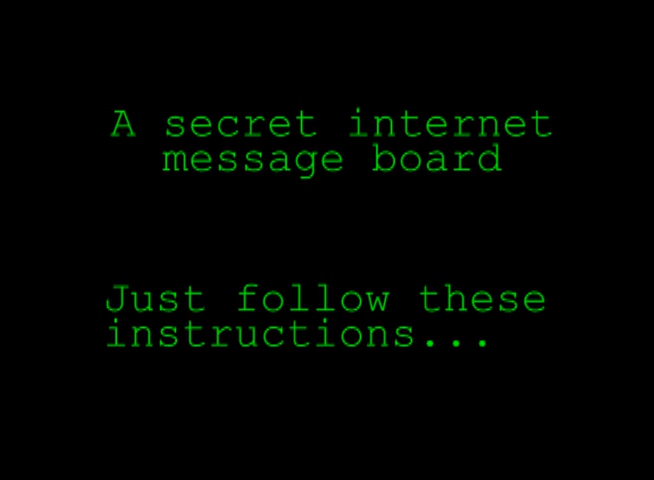 A secret internet
message board
Just follow these
instructions...